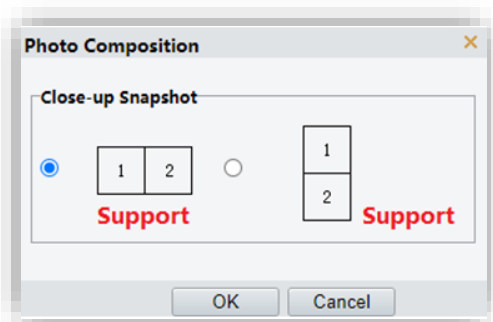 Photo Composition
Close-up Snapshot
1 2
Support
1
2
Support
OK Cancel